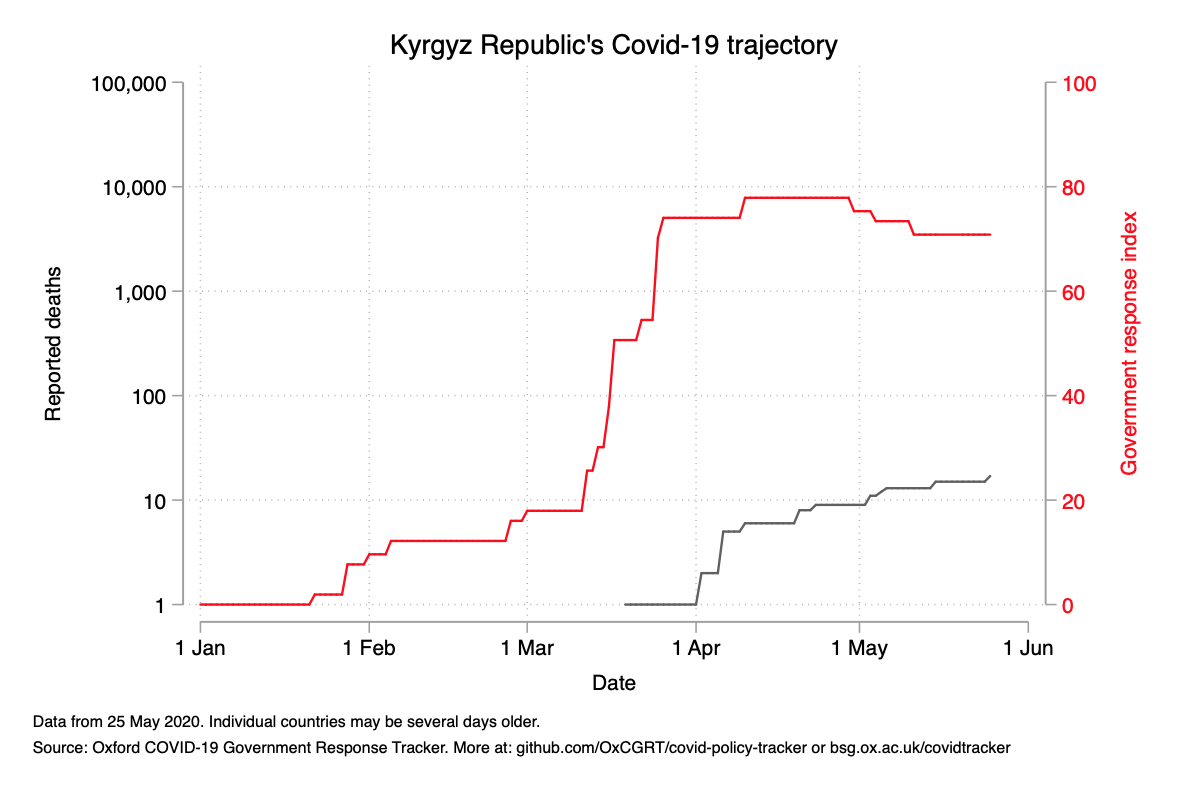 Kyrgyz Republic's Covid-19 trajectory
100,000
10,000
1,000
100
10
1
Reported deaths
100
80
60
40
20
0
Government response index
1 Jan 1 Feb 1 Mar 1 Apr 1 May 1 Jun
Date
Data from 25 May 2020. Individual countries may be several days older.
Source: Oxford COVID-19 Government Response Tracker. More at: github.com/OxCGRT/covid-policy-tracker or bsg.ox.ac.uk/covidtracker